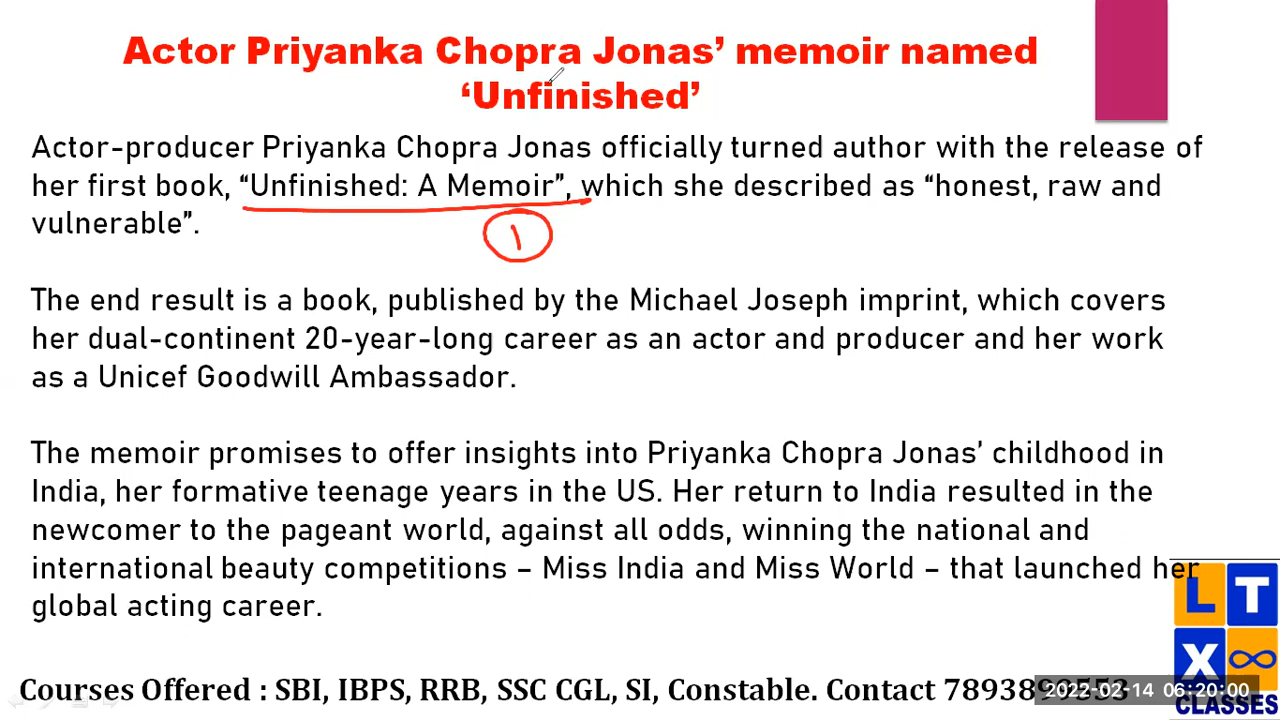 Actor Priyanka Chopra Jonas’ memoir named
‘Unfinished’
Actor-producer Priyanka Chopra Jonas officially turned author with the release of
her first book, “Unfinished: A Memoir”, which she described as “honest, raw and
vulnerable”.
1
The end result is a book, published by the Michael Joseph imprint, which covers
her dual-continent 20-year-long career as an actor and producer and her work
as a Unicef Goodwill Ambassador.
The memoir promises to offer insights into Priyanka Chopra Jonas’ childhood in
India, her formative teenage years in the US. Her return to India resulted in the
newcomer to the pageant world, against all odds, winning the national and
international beauty competitions – Miss India and Miss World – that launched her
global acting career.
L T
X ∞
CLASSES
Courses Offered : SBI, IBPS, RRB, SSC CGL, SI, Constable. Contact
2022-02-14 06:20:00